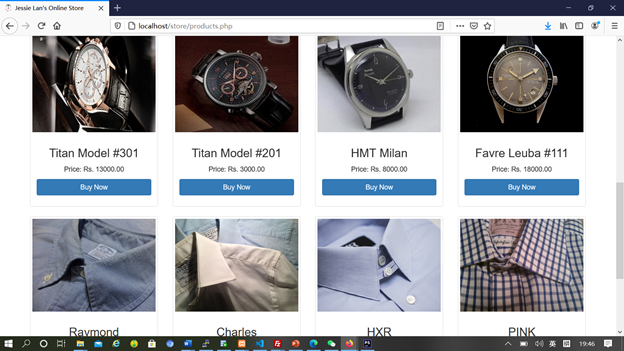 Jessie Lan's Online Store
localhost/store/products.php
Titan Model #301
Titan Model #201
HMT Milan
Favre Leuba #111
Price: Rs. 13000.00
Price: Rs. 3000.00
Price: Rs. 8000.00
Price: Rs. 18000.00
Buy Now
Buy Now
Buy Now
Buy Now
Raymond
Charles
HXR
PINK
英
19:46